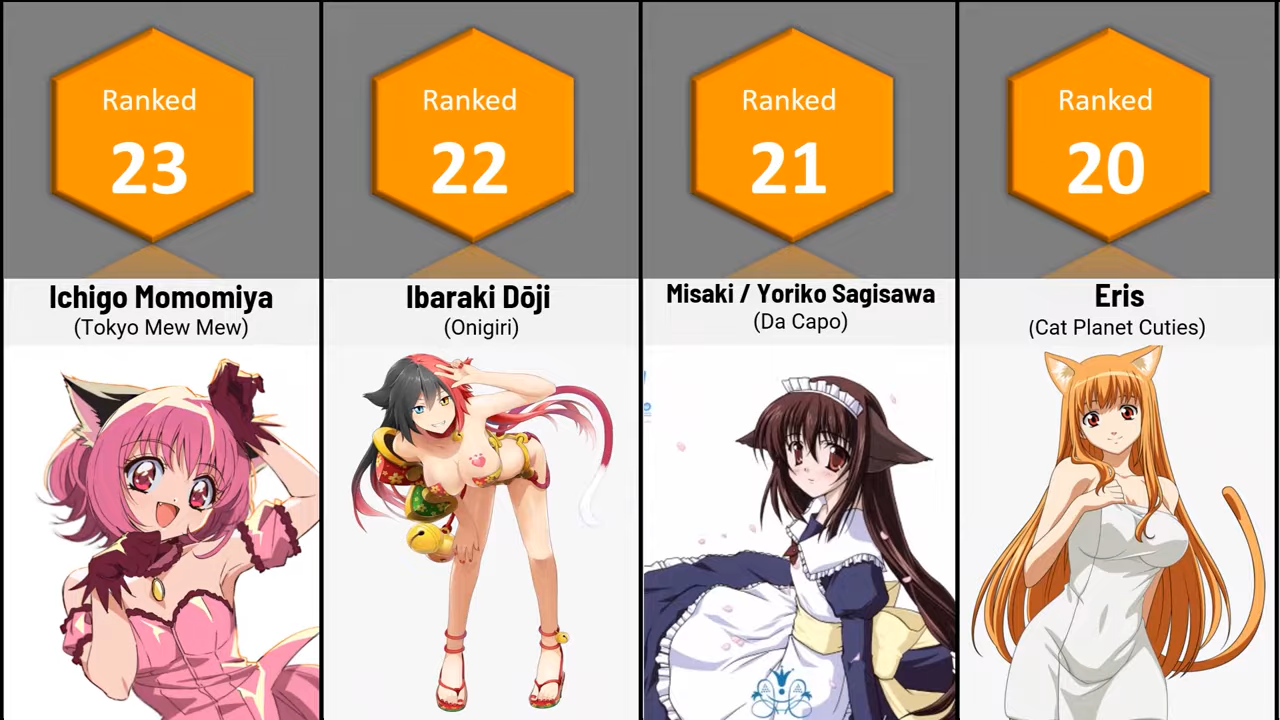 Ranked
23
Ichigo Momomiya
(Tokyo Mew Mew)
Ranked
22
Ibaraki Dōji
(Onigiri)
Ranked
21
Misaki / Yoriko Sagisawa
(Da Capo)
Ranked
20
Eris
(Cat Planet Cuties)